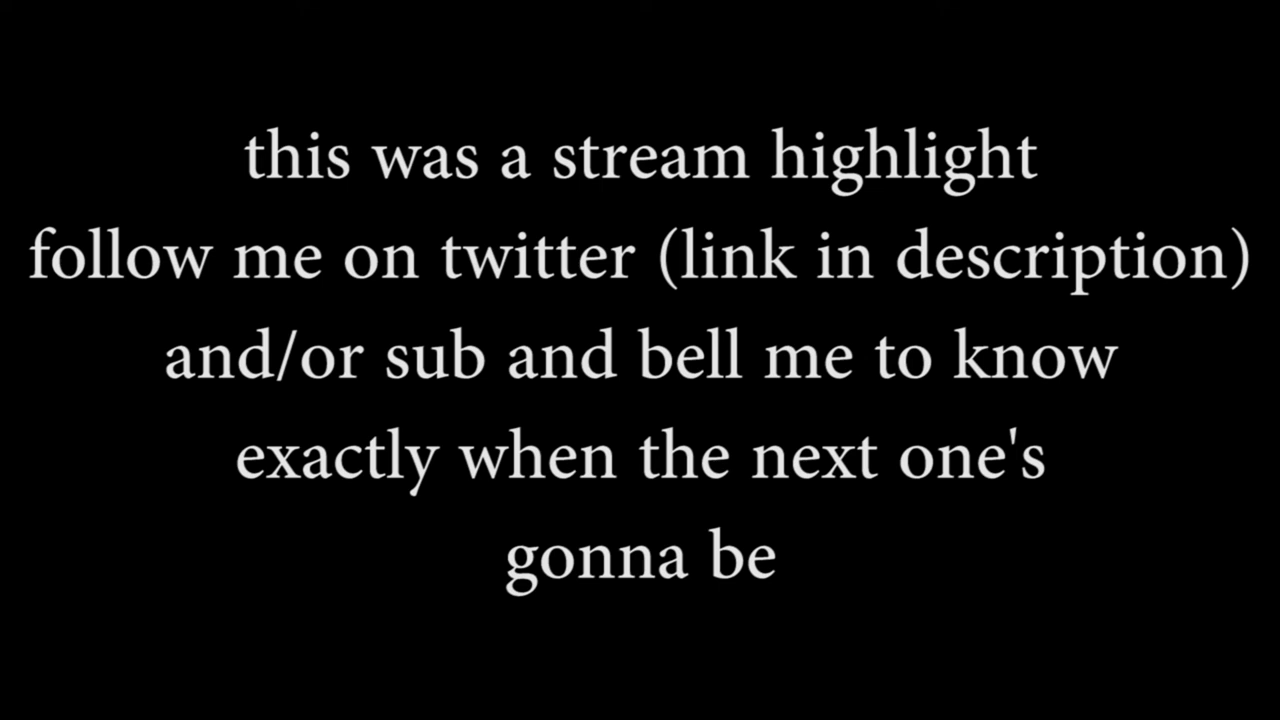 this was a stream highlight
follow me on twitter (link in description)
and/or sub and bell me to know
exactly when the next one's
gonna be